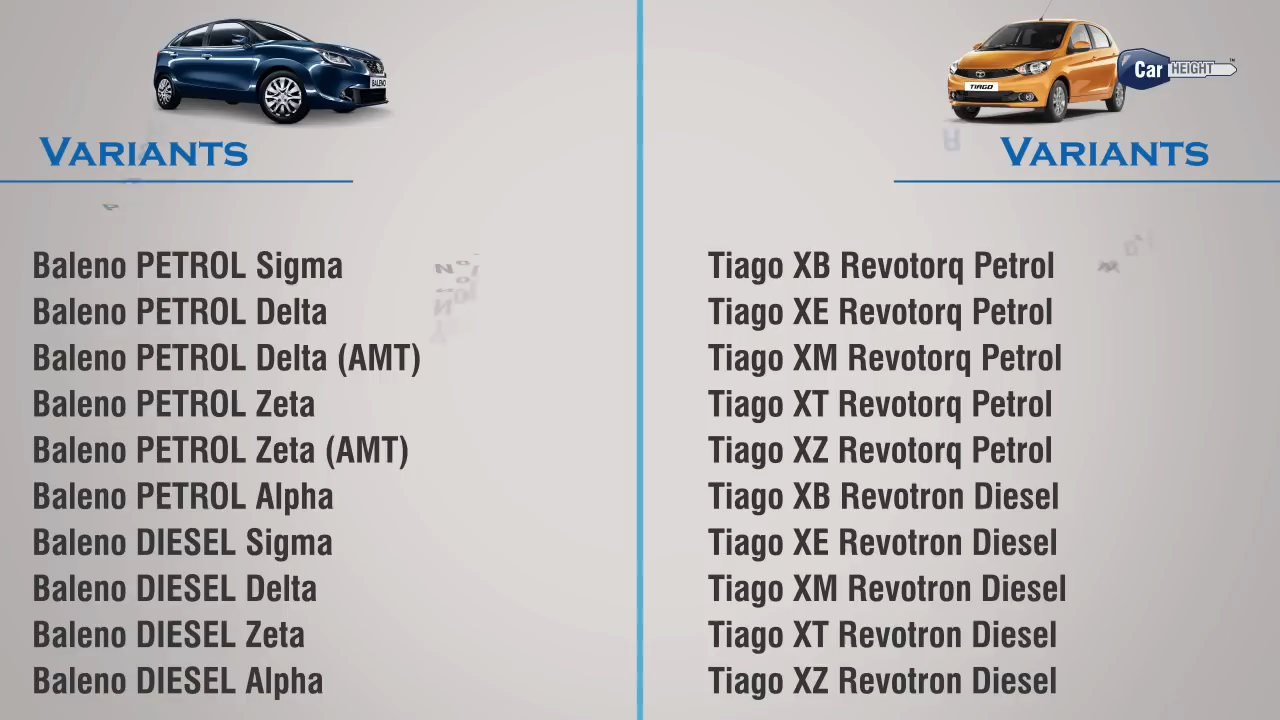 BALENO
VARIANTS
Baleno PETROL Sigma
Baleno PETROL Delta
Baleno PETROL Delta (AMT)
Baleno PETROL Zeta
Baleno PETROL Zeta (AMT)
Baleno PETROL Alpha
Baleno DIESEL Sigma
Baleno DIESEL Delta
Baleno DIESEL Zeta
Baleno DIESEL Alpha
TIAGO
Car HEIGHT ™
VARIANTS
Tiago XB Revotorq Petrol
Tiago XE Revotorq Petrol
Tiago XM Revotorq Petrol
Tiago XT Revotorq Petrol
Tiago XZ Revotorq Petrol
Tiago XB Revotron Diesel
Tiago XE Revotron Diesel
Tiago XM Revotron Diesel
Tiago XT Revotron Diesel
Tiago XZ Revotron Diesel